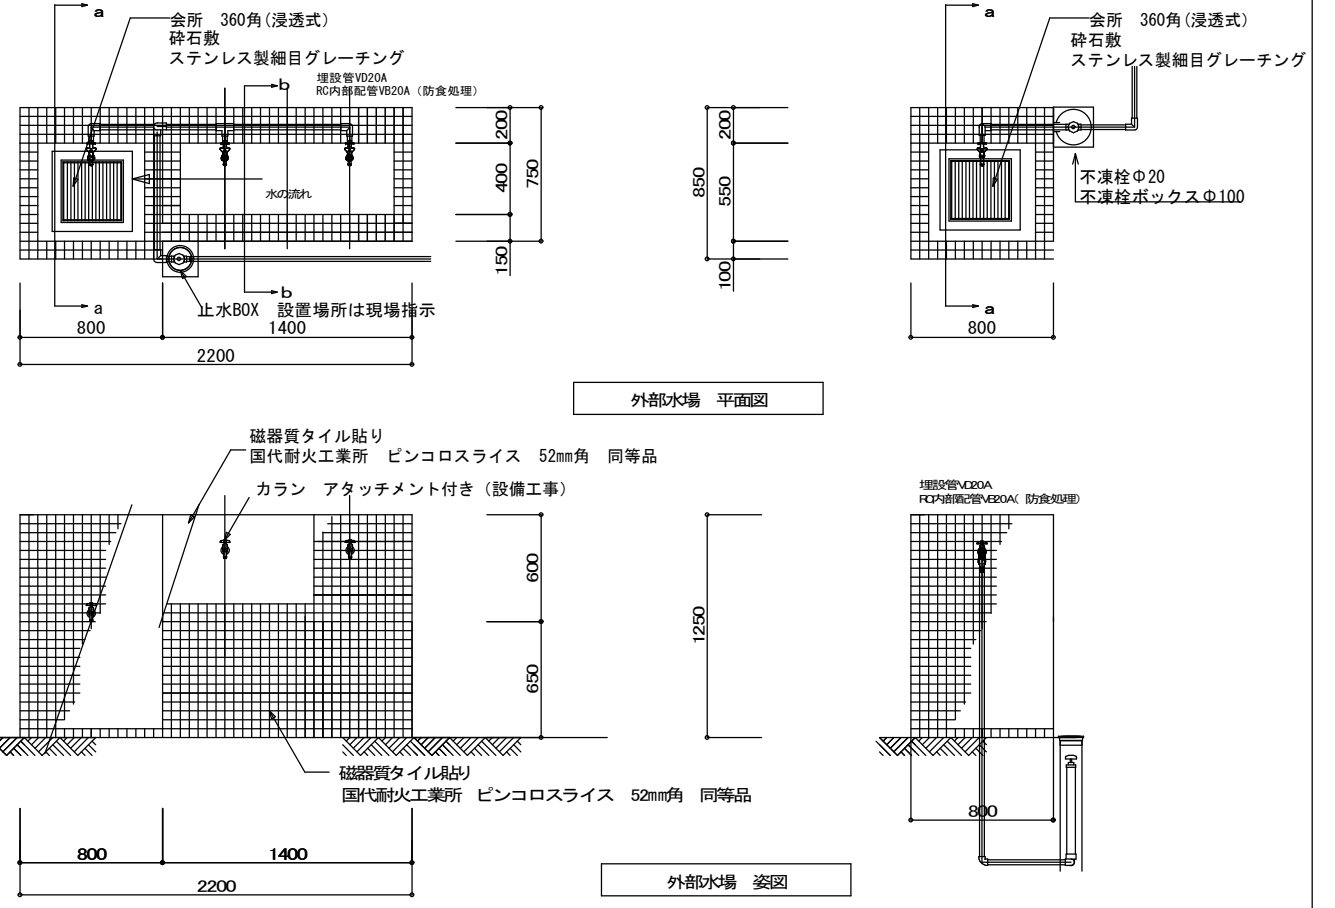 a
会所　360角(浸透式)
砕石敷
ステンレス製細目グレーチング
b
埋設管VD20A
RC内部配管VB20A（防食処理）
水の流れ
200
400
750
150
b
a
止水BOX　設置場所は現場指示
800
1400
2200
a
会所　360角(浸透式)
砕石敷
ステンレス製細目グレーチング
200
850
550
100
不凍栓Φ20
不凍栓ボックスΦ100
a
800
外部水場　平面図
磁器質タイル貼り
国代耐火工業所　ピンコロスライス　52mm角　同等品
カラン　アタッチメント付き（設備工事）
600
650
1250
磁器質タイル貼り
国代耐火工業所　ピンコロスライス　52mm角　同等品
800
1400
2200
埋設管VD20A
RC内部配管VB20A（防食処理）
800
外部水場　姿図